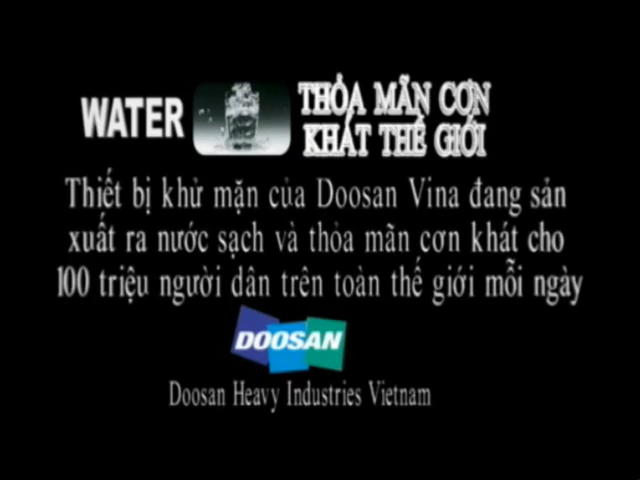 WATER
THỎA MÃN CƠN
KHÁT THẾ GIỚI
Thiết bị khử mặn của Doosan Vina đang sản
xuất ra nước sạch và thỏa mãn cơn khát cho
100 triệu người dân trên toàn thế giới mỗi ngày
DOOSAN
Doosan Heavy Industries Vietnam